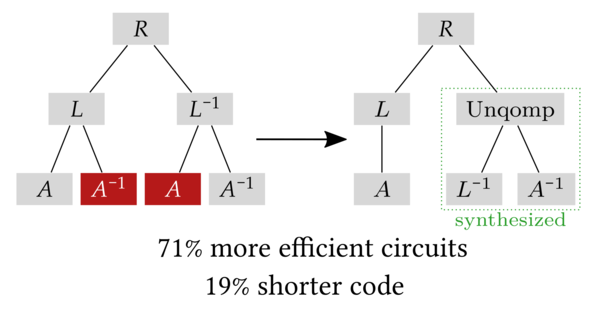 R R
L L⁻¹ L Unqomp
A A⁻¹ A A⁻¹ A L⁻¹ A⁻¹
synthesized
71% more efficient circuits
19% shorter code